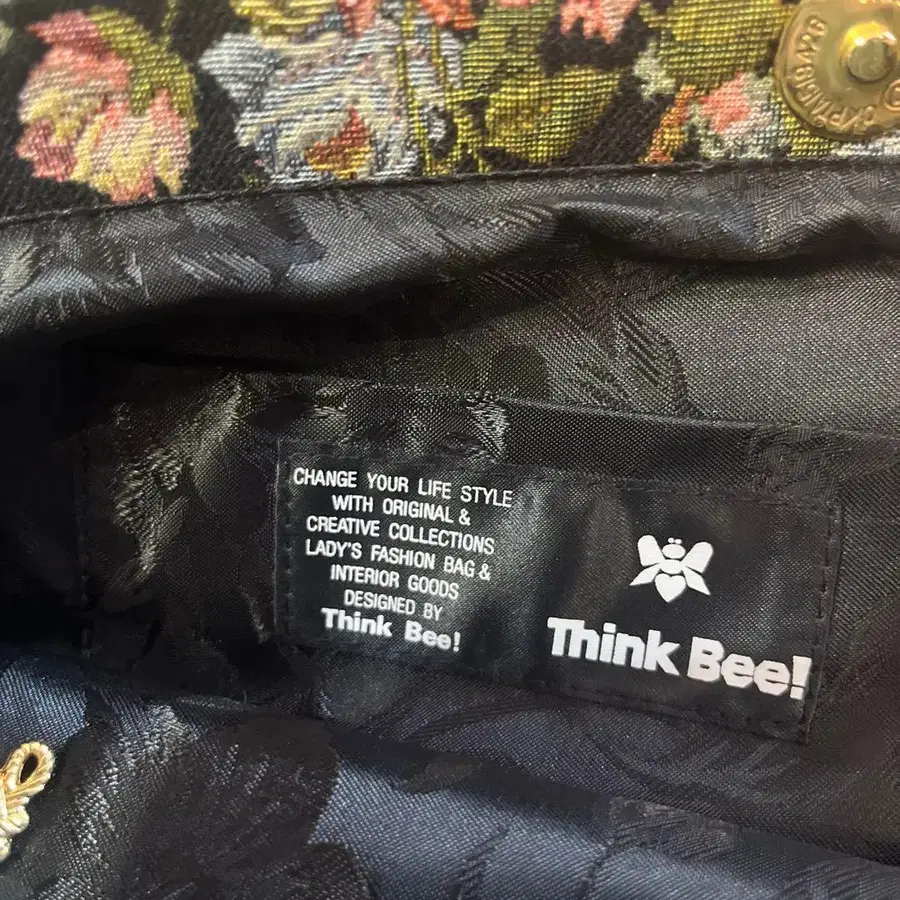 CHANGE YOUR LIFE STYLE
WITH ORIGINAL &
CREATIVE COLLECTIONS
LADY'S FASHION BAG &
INTERIOR GOODS
DESIGNED BY
Think Bee!
Think Bee!